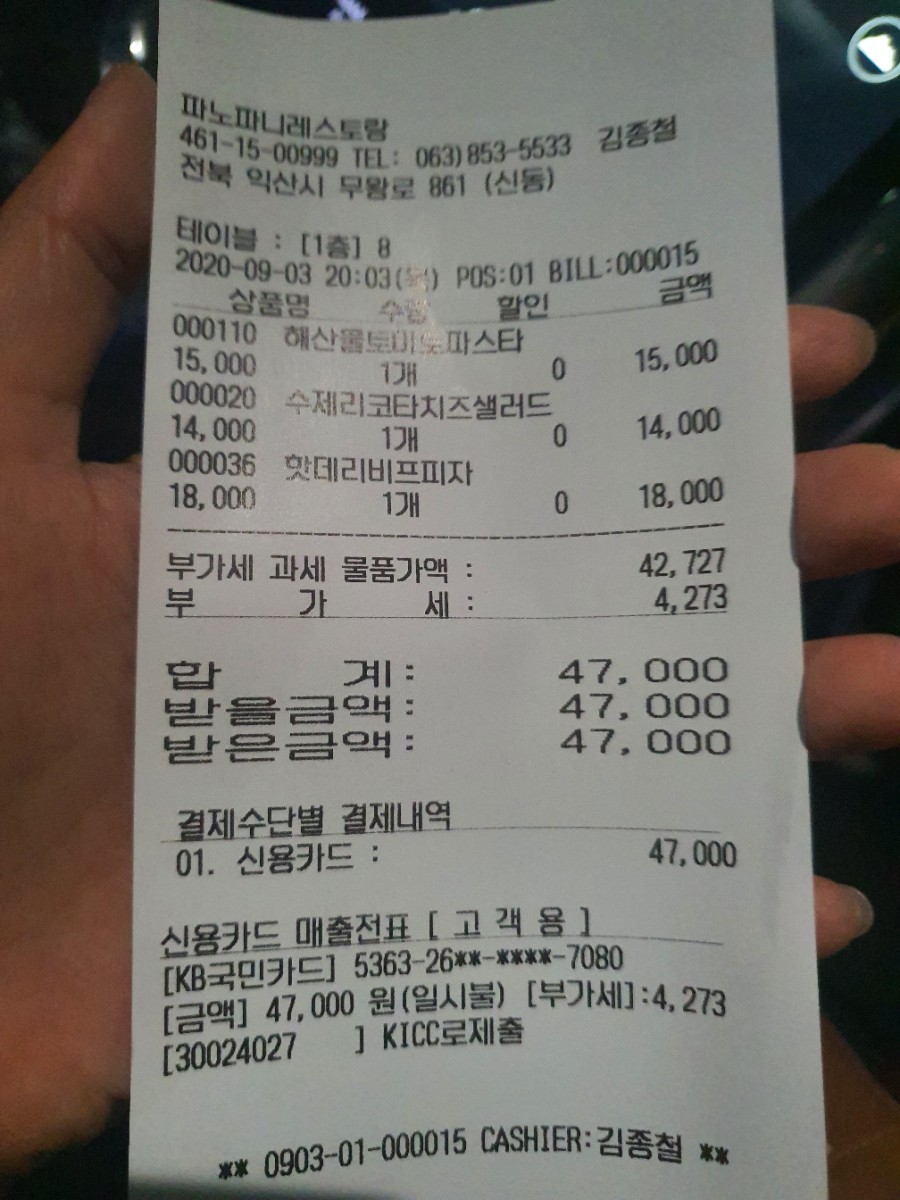 파노파니레스토랑
461-15-00999 TEL: 063)853-5533 김종철
전북 익산시 무왕로 861 (신동)
테이블 : [1층] 8
2020-09-03 20:03(목) POS:01 BILL:000015
상품명 수량 할인 금액
000110 해산물토마토파스타
15,000 1개 0 15,000
000020 수제리코타치즈샐러드
14,000 1개 0 14,000
000036 핫데리비프피자
18,000 1개 0 18,000
부가세 과세 물품가액 : 42,727
부 가 세 : 4,273
합 계 : 47,000
받을금액 : 47,000
받은금액 : 47,000
결제수단별 결제내역
01. 신용카드 : 47,000
신용카드 매출전표 [ 고 객 용 ]
[KB국민카드] 5363-26**-****-7080
[금액] 47,000 원(일시불) [부가세]:4,273
[30024027 ] KICC로제출
** 0903-01-000015 CASHIER:김종철 **